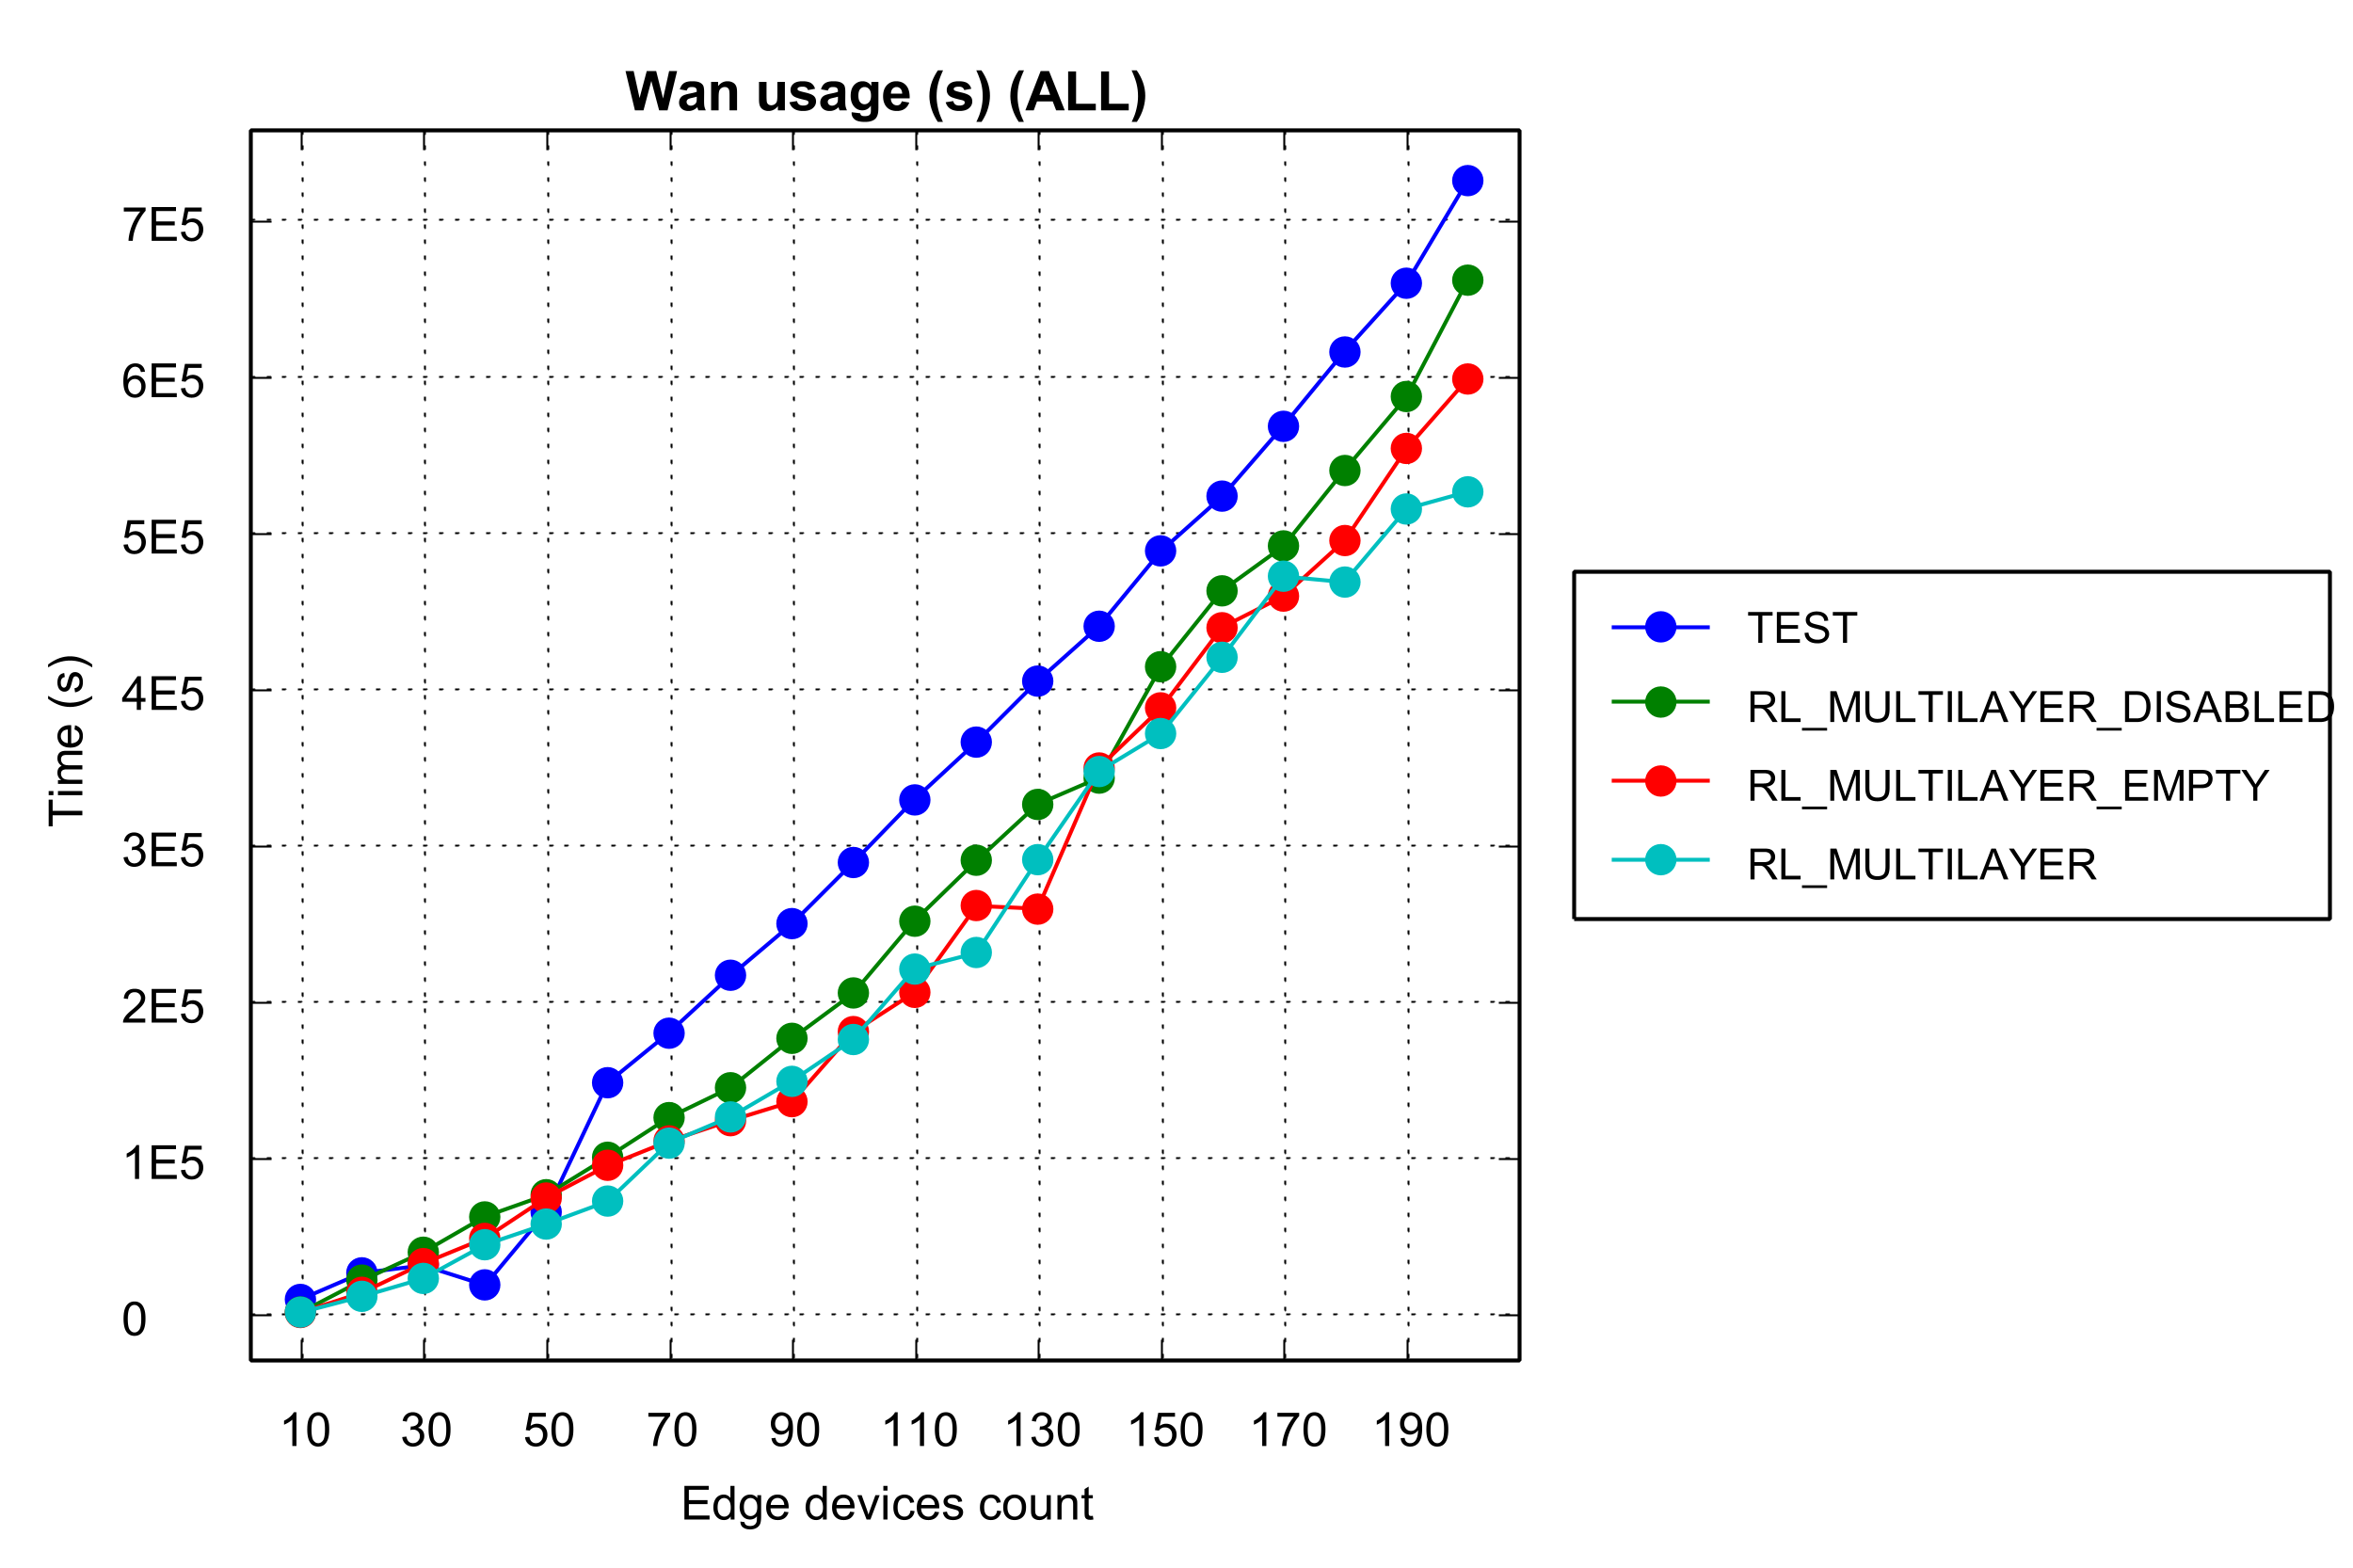 Wan usage (s) (ALL)
7E5
6E5
5E5
4E5
3E5
2E5
1E5
0
Time (s)
10 30 50 70 90 110 130 150 170 190
Edge devices count
TEST
RL_MULTILAYER_DISABLED
RL_MULTILAYER_EMPTY
RL_MULTILAYER